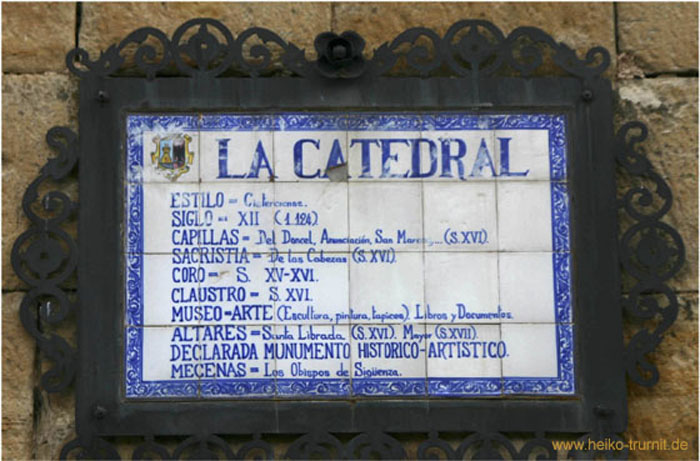 LA CATEDRAL
ESTILO = Cisterciense.
SIGLO = XII (1.124).
CAPILLAS = Del Doncel, Anunciación, San Marcos,... (S.XVI).
SACRISTIA = De las Cabezas (S.XVI).
CORO = S. XV-XVI.
CLAUSTRO = S. XVI.
MUSEO-ARTE (Escultura, pintura, tapices). Libros y Documentos.
ALTARES = Santa Librada (S.XVI). Mayor (S.XVII).
DECLARADA MUNUMENTO HISTORICO-ARTISTICO.
MECENAS = Los Obispos de Sigüenza.
www.heiko-trurnit.de